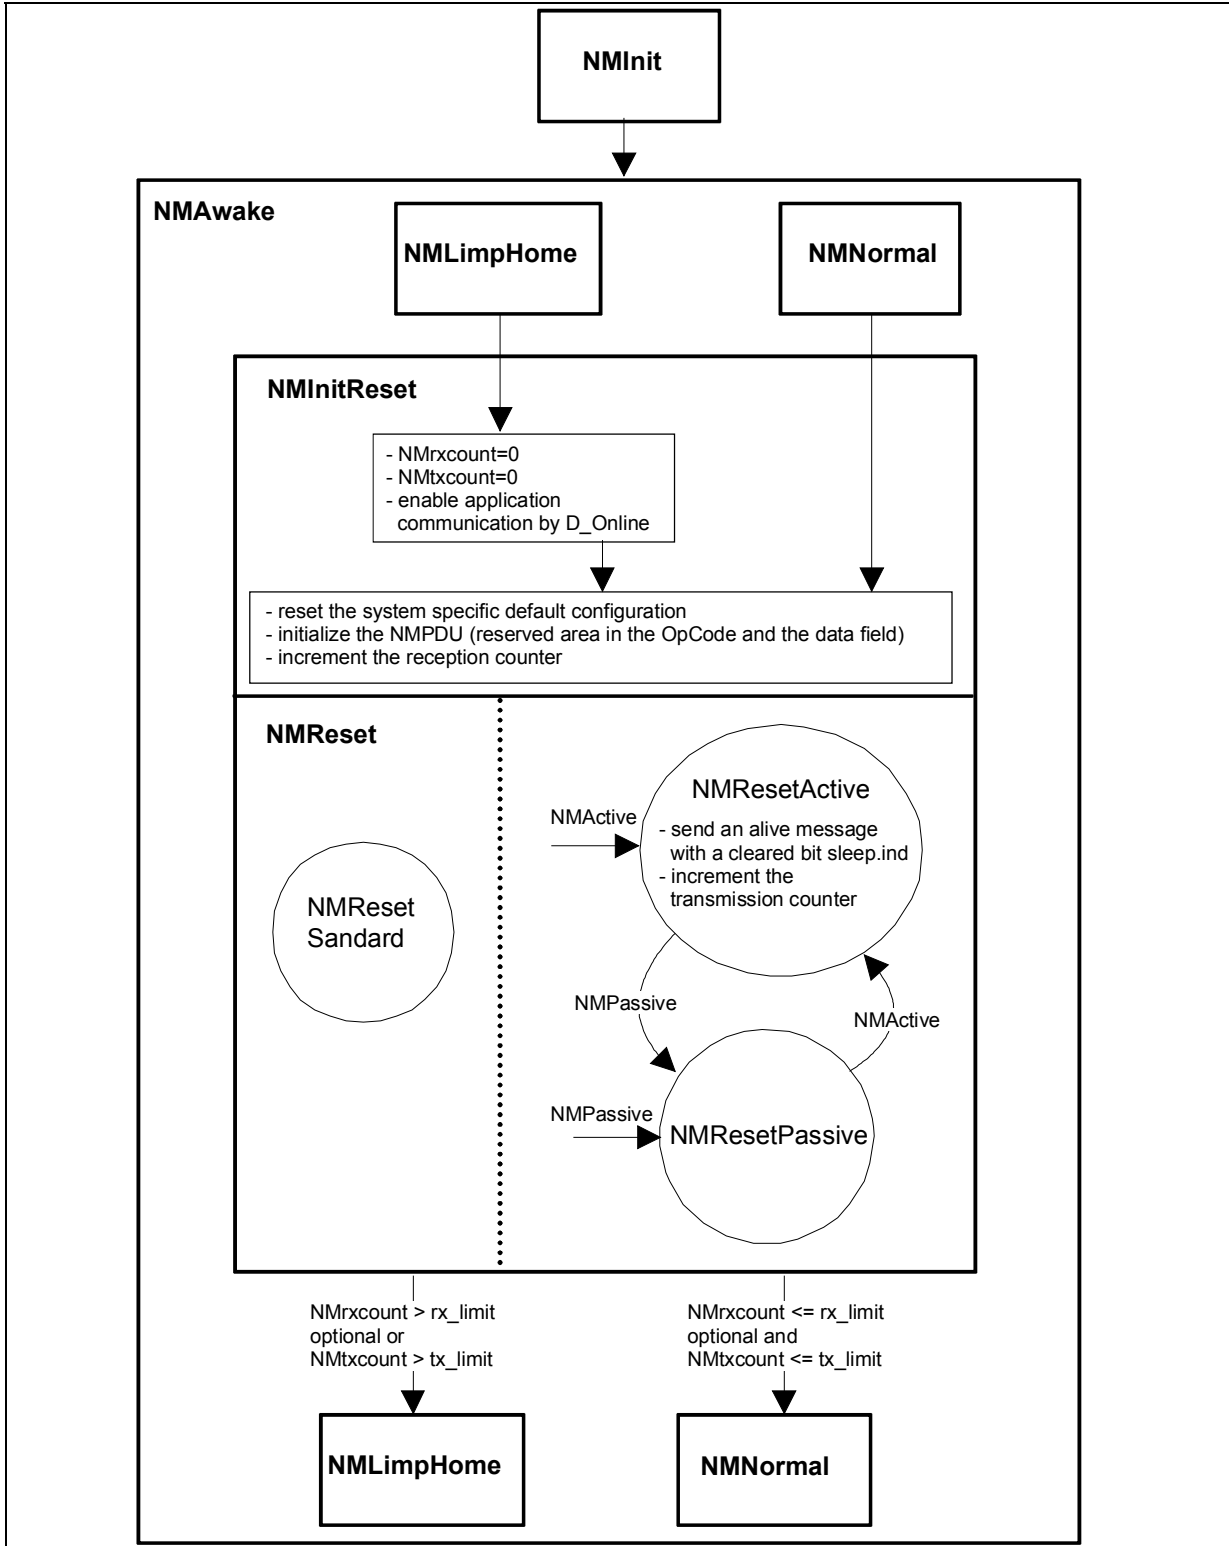 NMInit
NMAwake
NMLimpHome
NMNormal
NMInitReset
- NMrxcount=0
- NMtxcount=0
- enable application
communication by D_Online
- reset the system specific default configuration
- initialize the NMPDU (reserved area in the OpCode and the data field)
- increment the reception counter
NMReset
NMResetActive
NMActive
- send an alive message
with a cleared bit sleep.ind
- increment the
transmission counter
NMReset
Sandard
NMPassive
NMActive
NMPassive
NMResetPassive
NMrxcount > rx_limit
optional or
NMtxcount > tx_limit
NMrxcount <= rx_limit
optional and
NMtxcount <= tx_limit
NMLimpHome
NMNormal